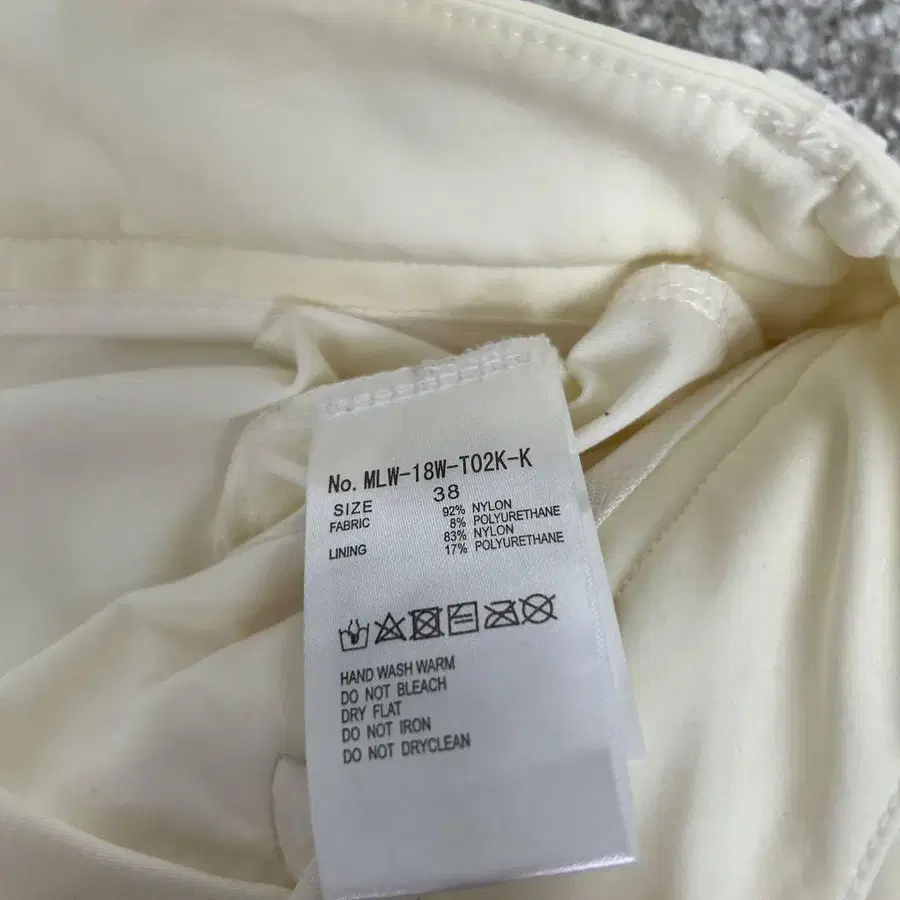 No. MLW-18W-T02K-K
SIZE 38
FABRIC 92% NYLON
8% POLYURETHANE
LINING 83% NYLON
17% POLYURETHANE
HAND WASH WARM
DO NOT BLEACH
DRY FLAT
DO NOT IRON
DO NOT DRYCLEAN